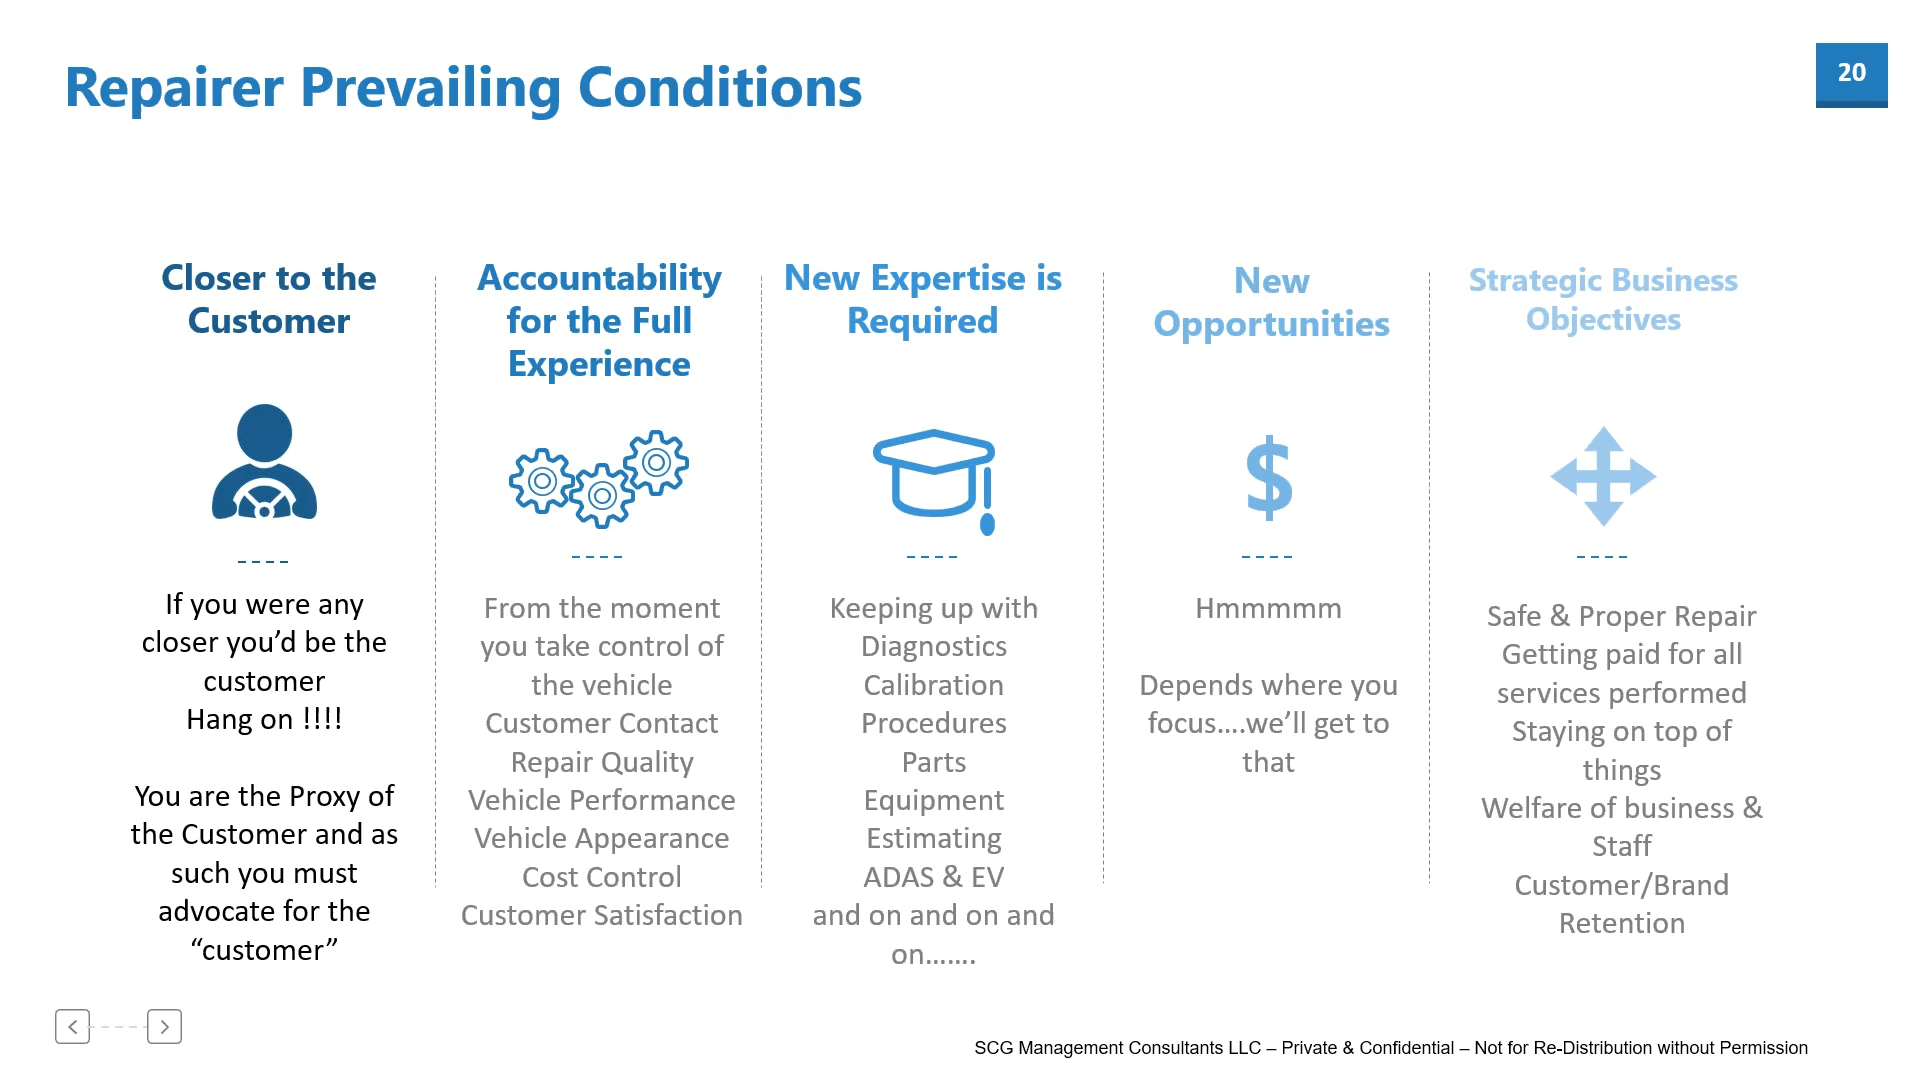 Repairer Prevailing Conditions
20
Closer to the
Customer
If you were any
closer you’d be the
customer
Hang on !!!!
You are the Proxy of
the Customer and as
such you must
advocate for the
“customer”
Accountability
for the Full
Experience
From the moment
you take control of
the vehicle
Customer Contact
Repair Quality
Vehicle Performance
Vehicle Appearance
Cost Control
Customer Satisfaction
New Expertise is
Required
Keeping up with
Diagnostics
Calibration
Procedures
Parts
Equipment
Estimating
ADAS & EV
and on and on and
on…….
New
Opportunities
$
Hmmmmm
Depends where you
focus….we’ll get to
that
Strategic Business
Objectives
Safe & Proper Repair
Getting paid for all
services performed
Staying on top of
things
Welfare of business &
Staff
Customer/Brand
Retention
SCG Management Consultants LLC – Private & Confidential – Not for Re-Distribution without Permission